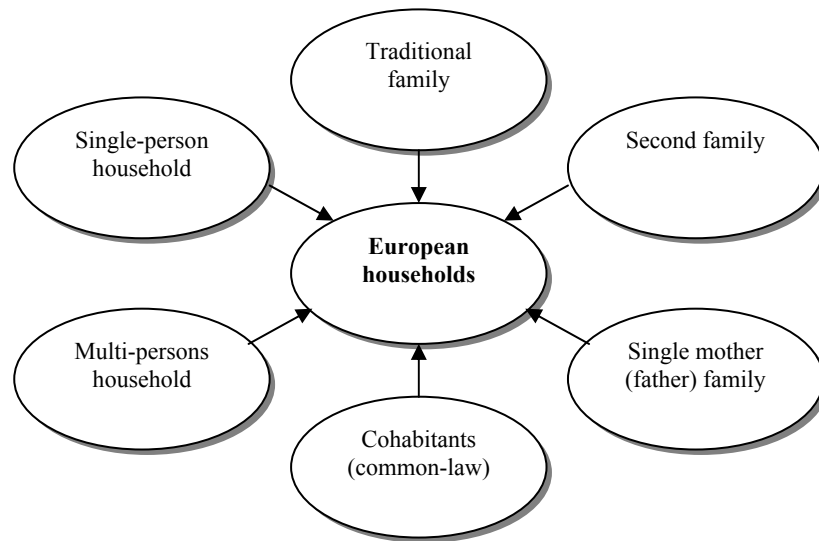 Traditional
family
Single-person
household
Second family
European
households
Multi-persons
household
Single mother
(father) family
Cohabitants
(common-law)